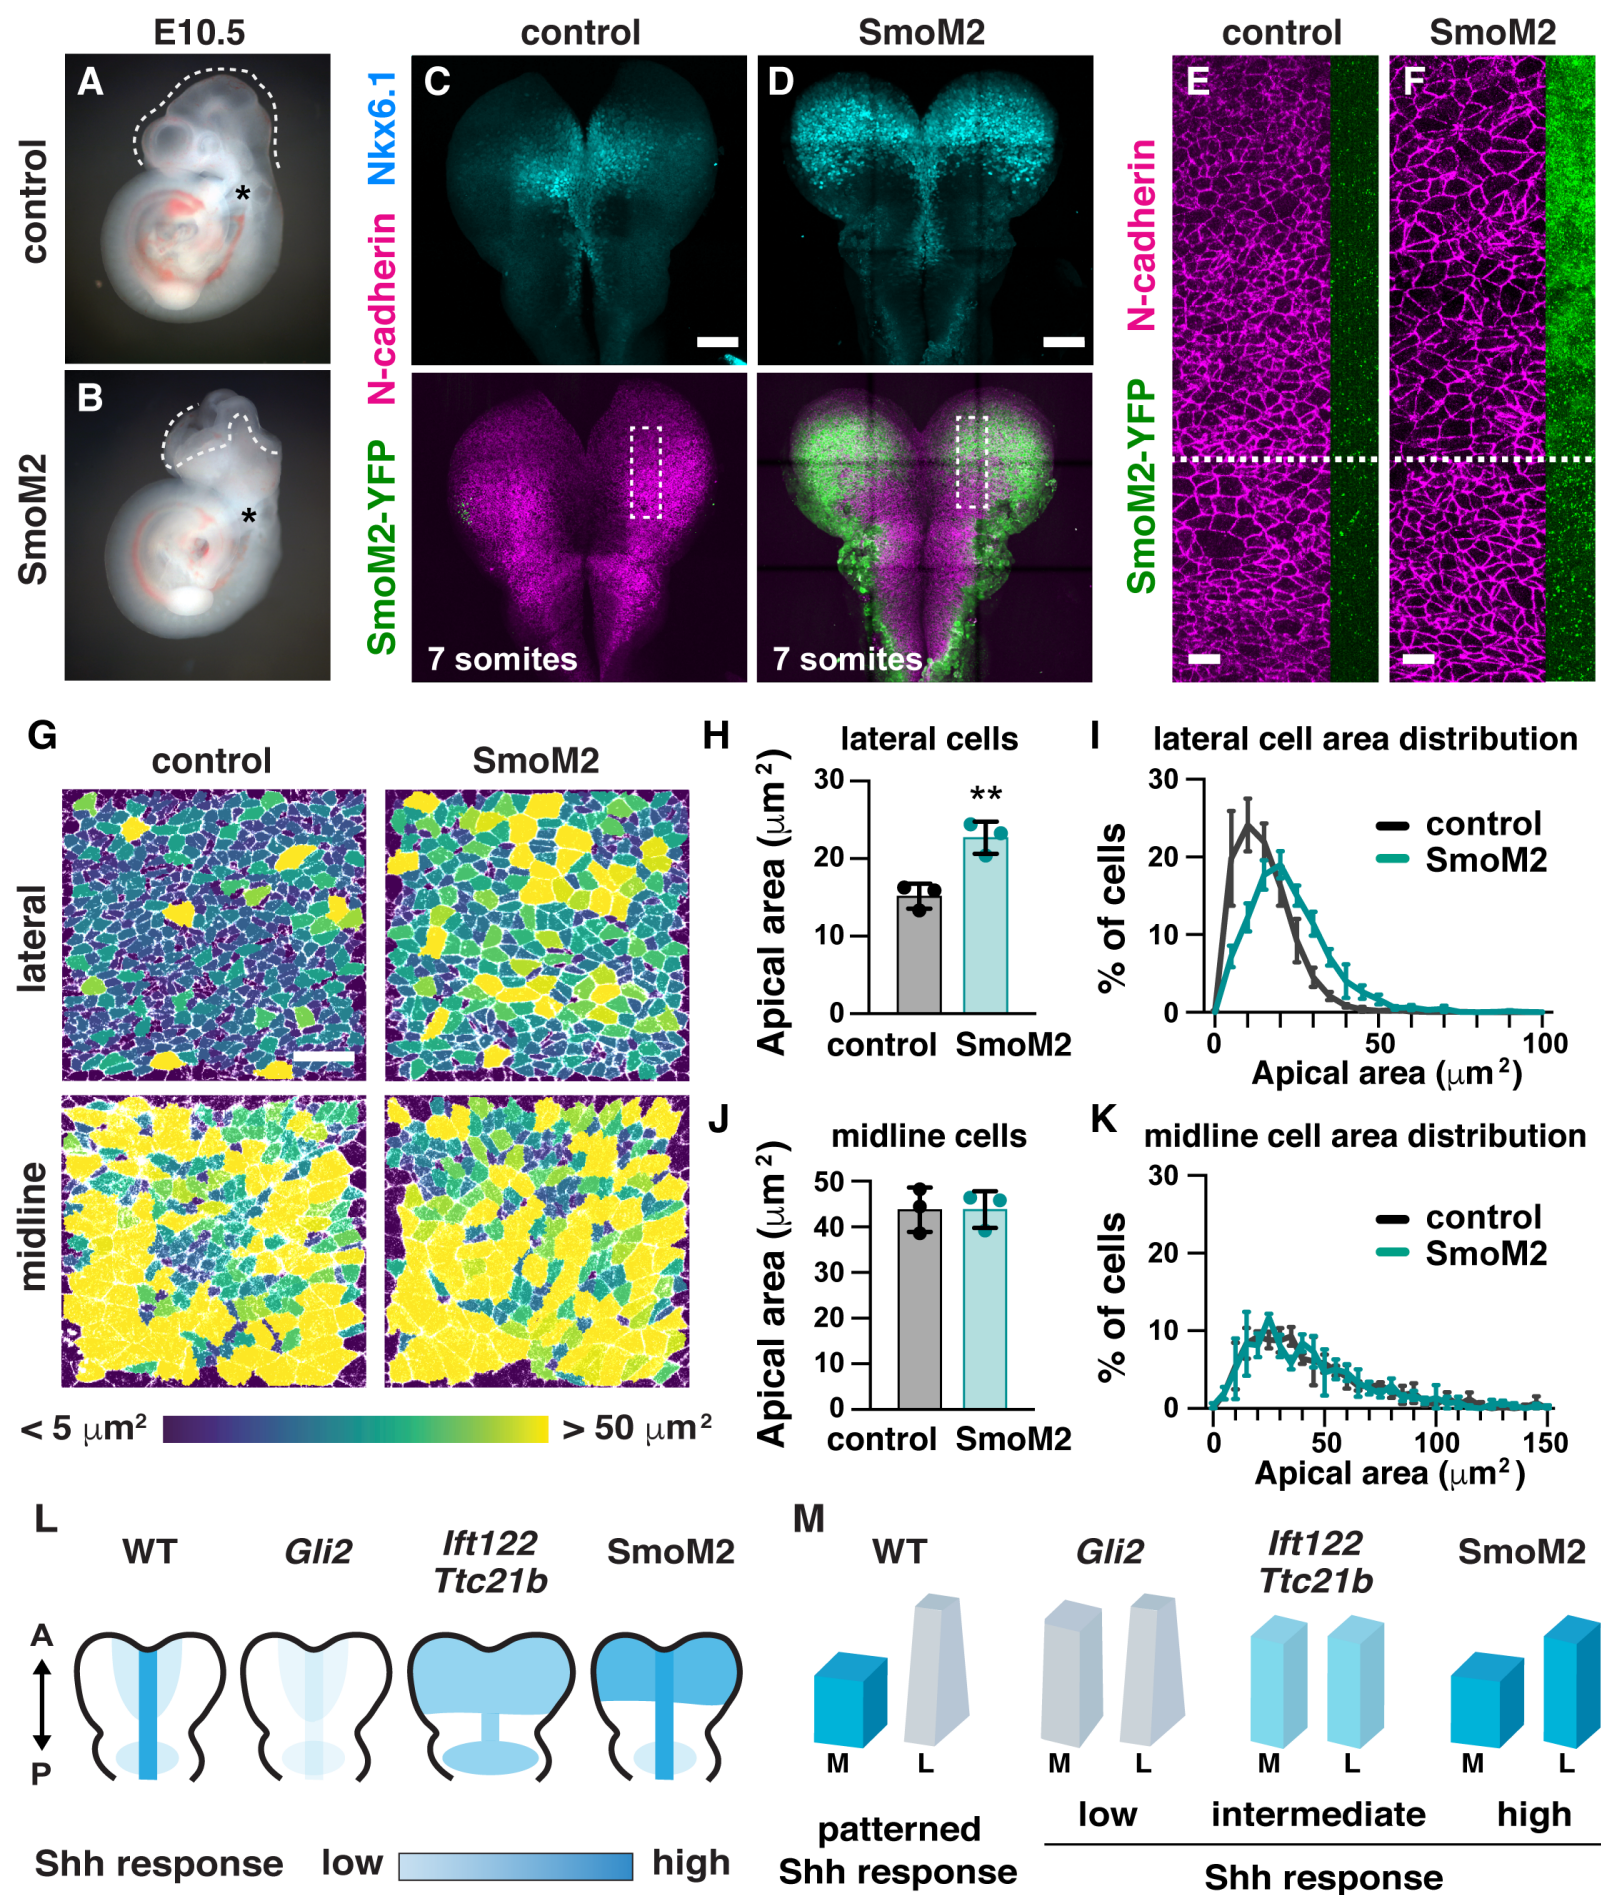 E10.5
control
SmoM2
control
SmoM2
A
*
control
B
*
SmoM2
Nkx6.1
N-cadherin
SmoM2-YFP
C
D
7 somites
7 somites
N-cadherin
SmoM2-YFP
E
F
G
control
SmoM2
lateral
midline
< 5 μm²
> 50 μm²
H
lateral cells
Apical area (μm²)
30
20
10
0
**
control
SmoM2
I
lateral cell area distribution
% of cells
30
20
10
0
control
SmoM2
0
50
100
Apical area (μm²)
J
midline cells
Apical area (μm²)
50
40
30
20
10
0
control
SmoM2
K
midline cell area distribution
% of cells
30
20
10
0
control
SmoM2
0
50
100
150
Apical area (μm²)
L
WT
Gli2
Ift122
Ttc21b
SmoM2
A
P
Shh response
low
high
M
WT
Gli2
Ift122
Ttc21b
SmoM2
M
L
M
L
M
L
M
L
patterned
Shh response
low
intermediate
high
Shh response